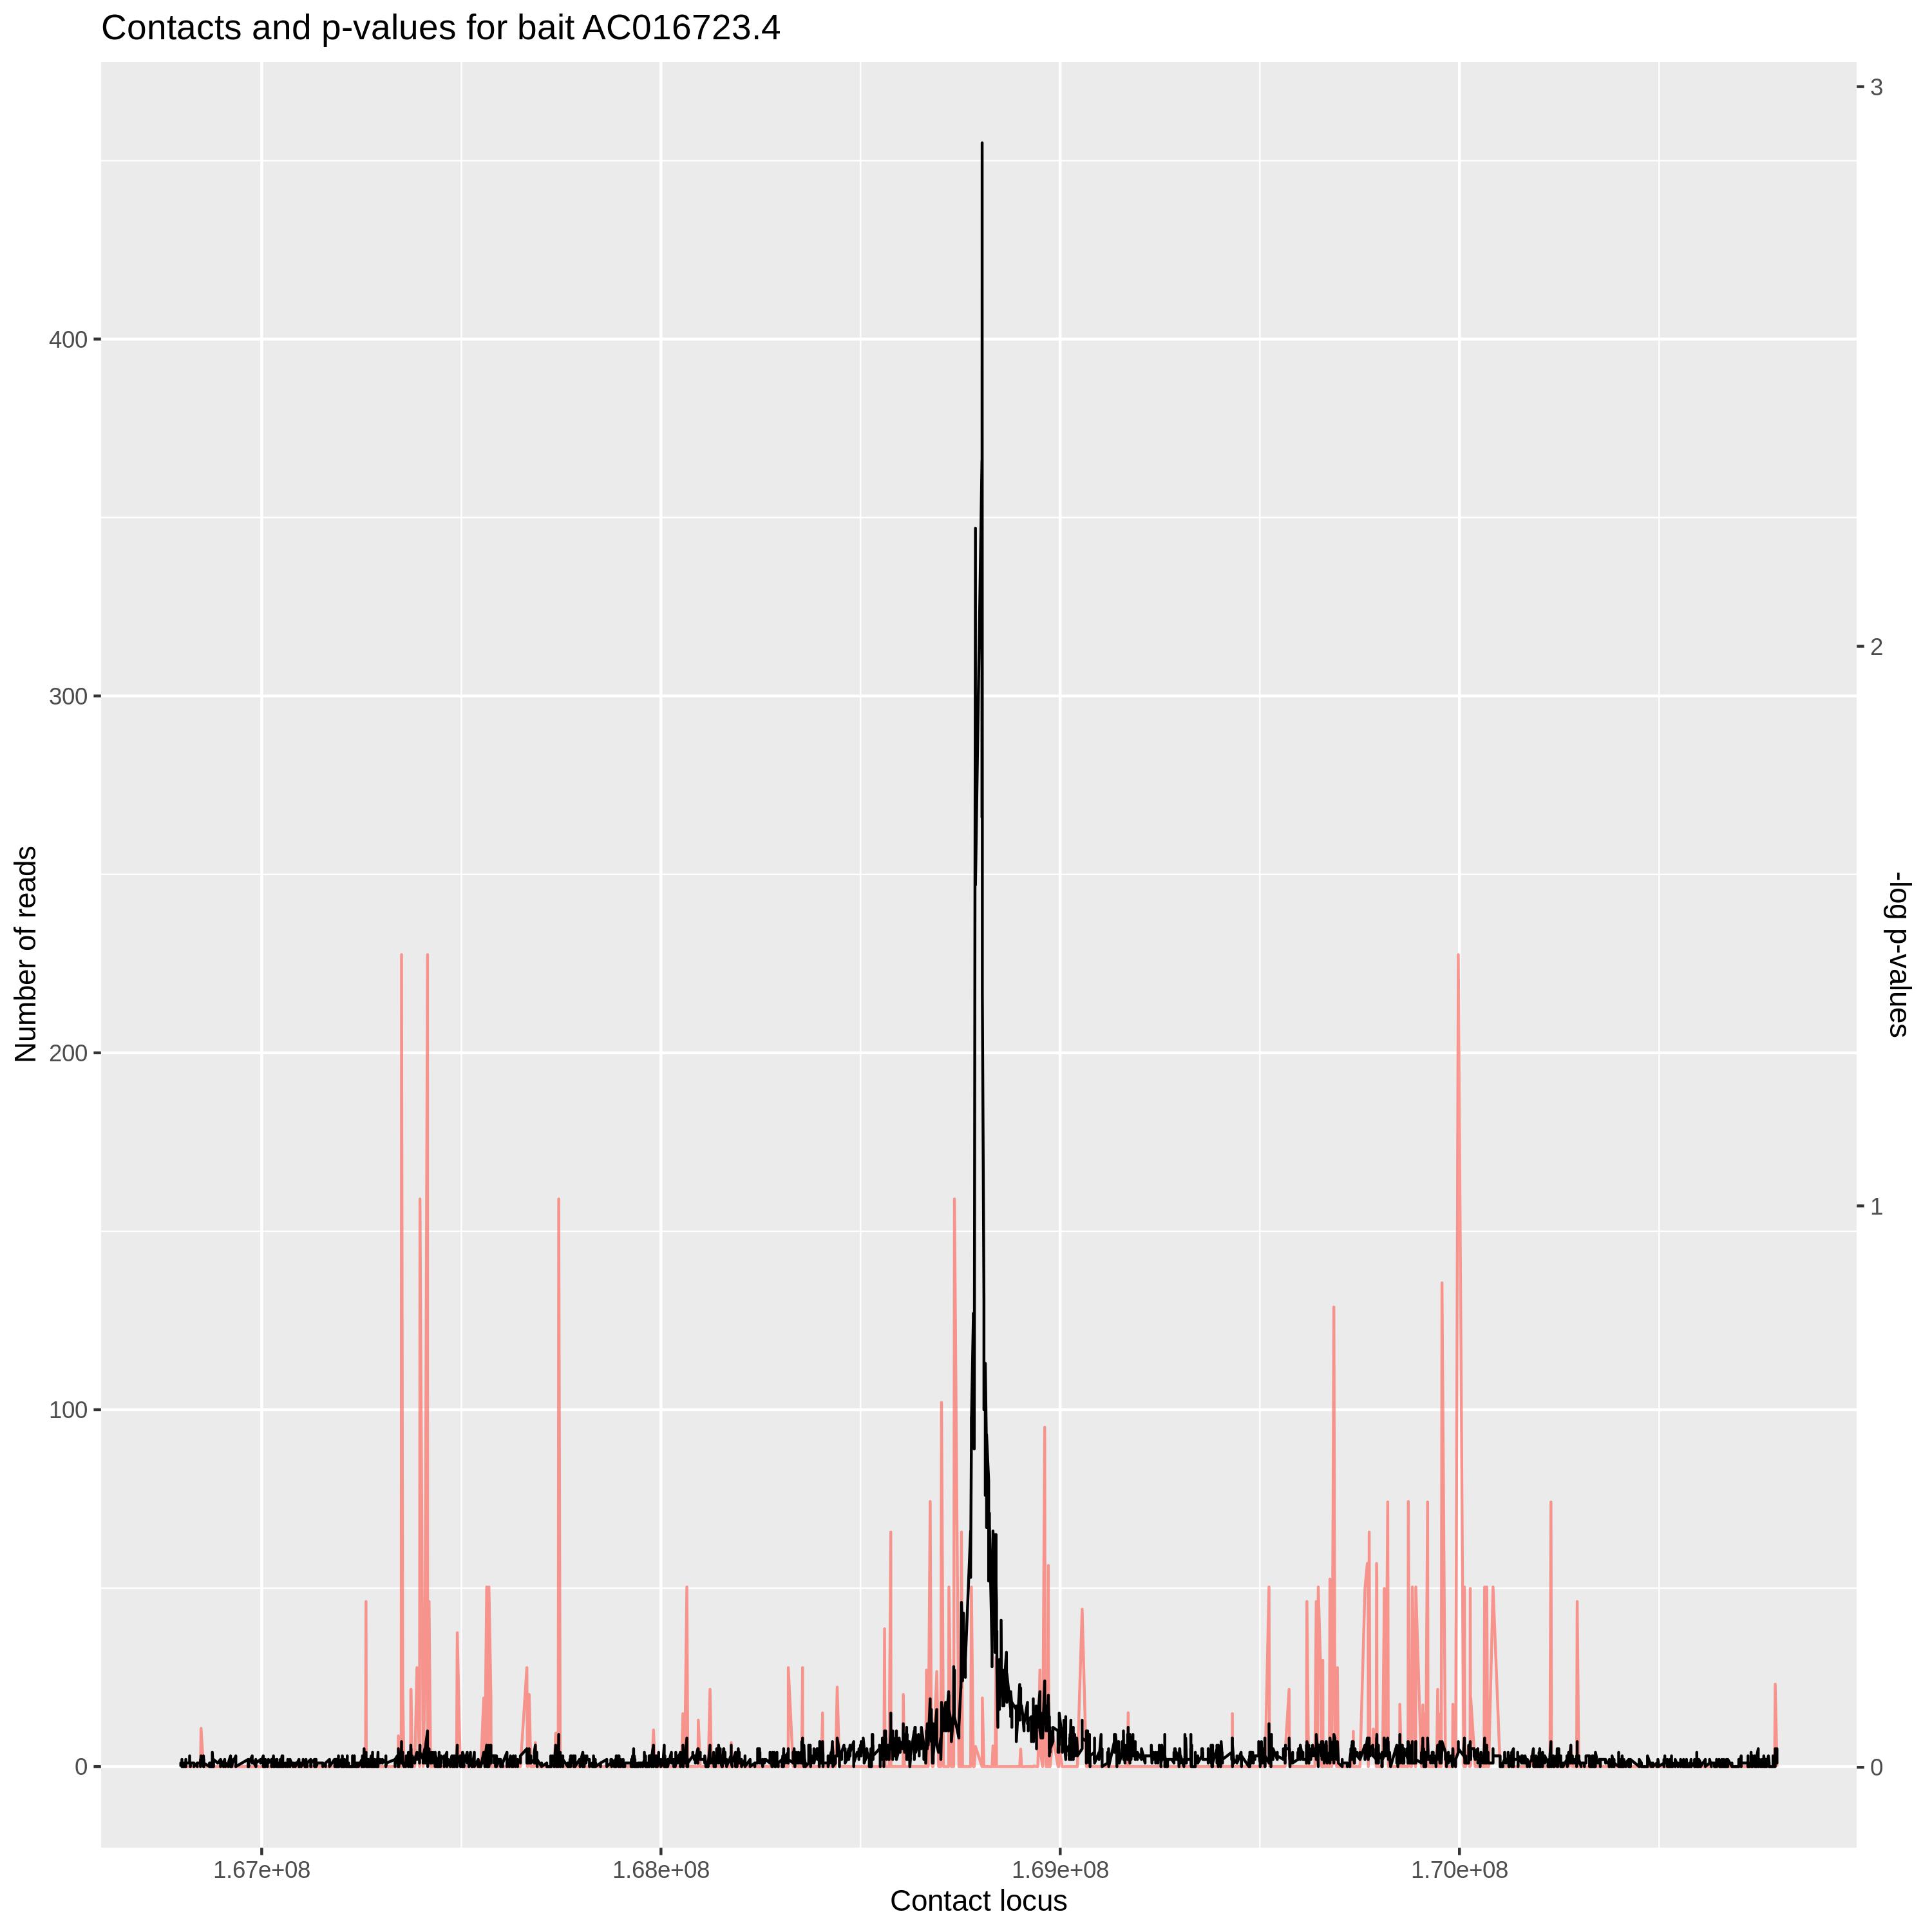 Contacts and p-values for bait AC016723.4
3
400
2
300
Number of reads
-log p-values
200
1
100
0
0
1.67e+08
1.68e+08
1.69e+08
1.70e+08
Contact locus